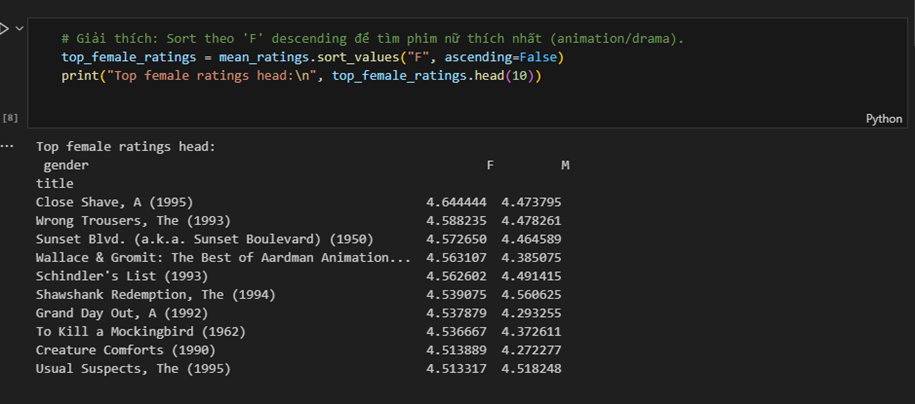 # Giải thích: Sort theo 'F' descending để tìm phim nữ thích nhất (animation/drama).
top_female_ratings = mean_ratings.sort_values("F", ascending=False)
print("Top female ratings head:\n", top_female_ratings.head(10))
[8]
Python
... Top female ratings head:
gender F M
title
Close Shave, A (1995) 4.644444 4.473795
Wrong Trousers, The (1993) 4.588235 4.478261
Sunset Blvd. (a.k.a. Sunset Boulevard) (1950) 4.572650 4.464589
Wallace & Gromit: The Best of Aardman Animation... 4.563107 4.385075
Schindler's List (1993) 4.562602 4.491415
Shawshank Redemption, The (1994) 4.539075 4.560625
Grand Day Out, A (1992) 4.537879 4.293255
To Kill a Mockingbird (1962) 4.536667 4.372611
Creature Comforts (1990) 4.513889 4.272277
Usual Suspects, The (1995) 4.513317 4.518248